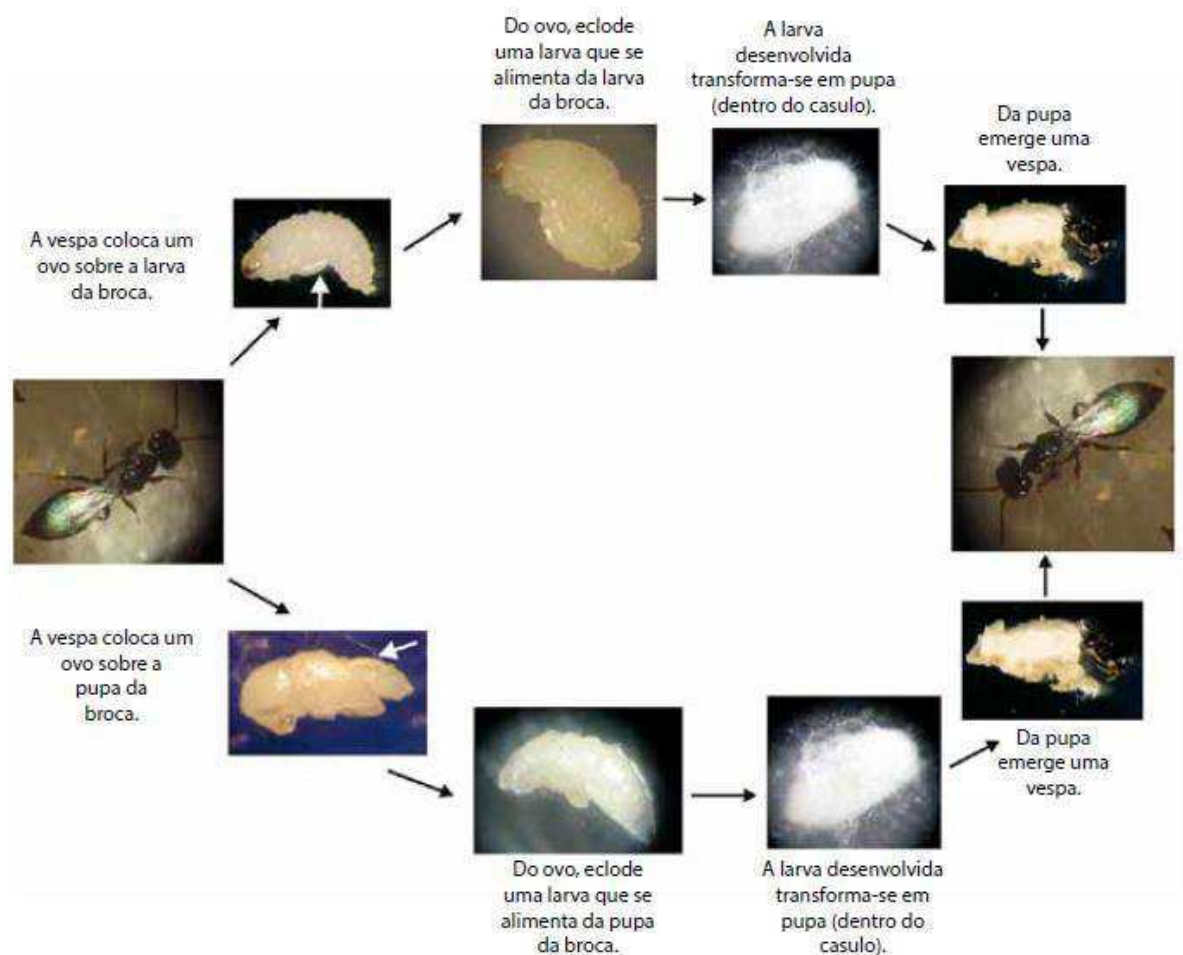 Do ovo, eclode
uma larva que se
alimenta da larva
da broca.
A larva
desenvolvida
transforma-se em pupa
(dentro do casulo).
Da pupa
emerge uma
vespa.
A vespa coloca um
ovo sobre a larva
da broca.
A vespa coloca um
ovo sobre a
pupa da
broca.
Do ovo, eclode
uma larva que se
alimenta da pupa
da broca.
A larva desenvolvida
transforma-se em
pupa (dentro do
casulo).
Da pupa
emerge uma
vespa.